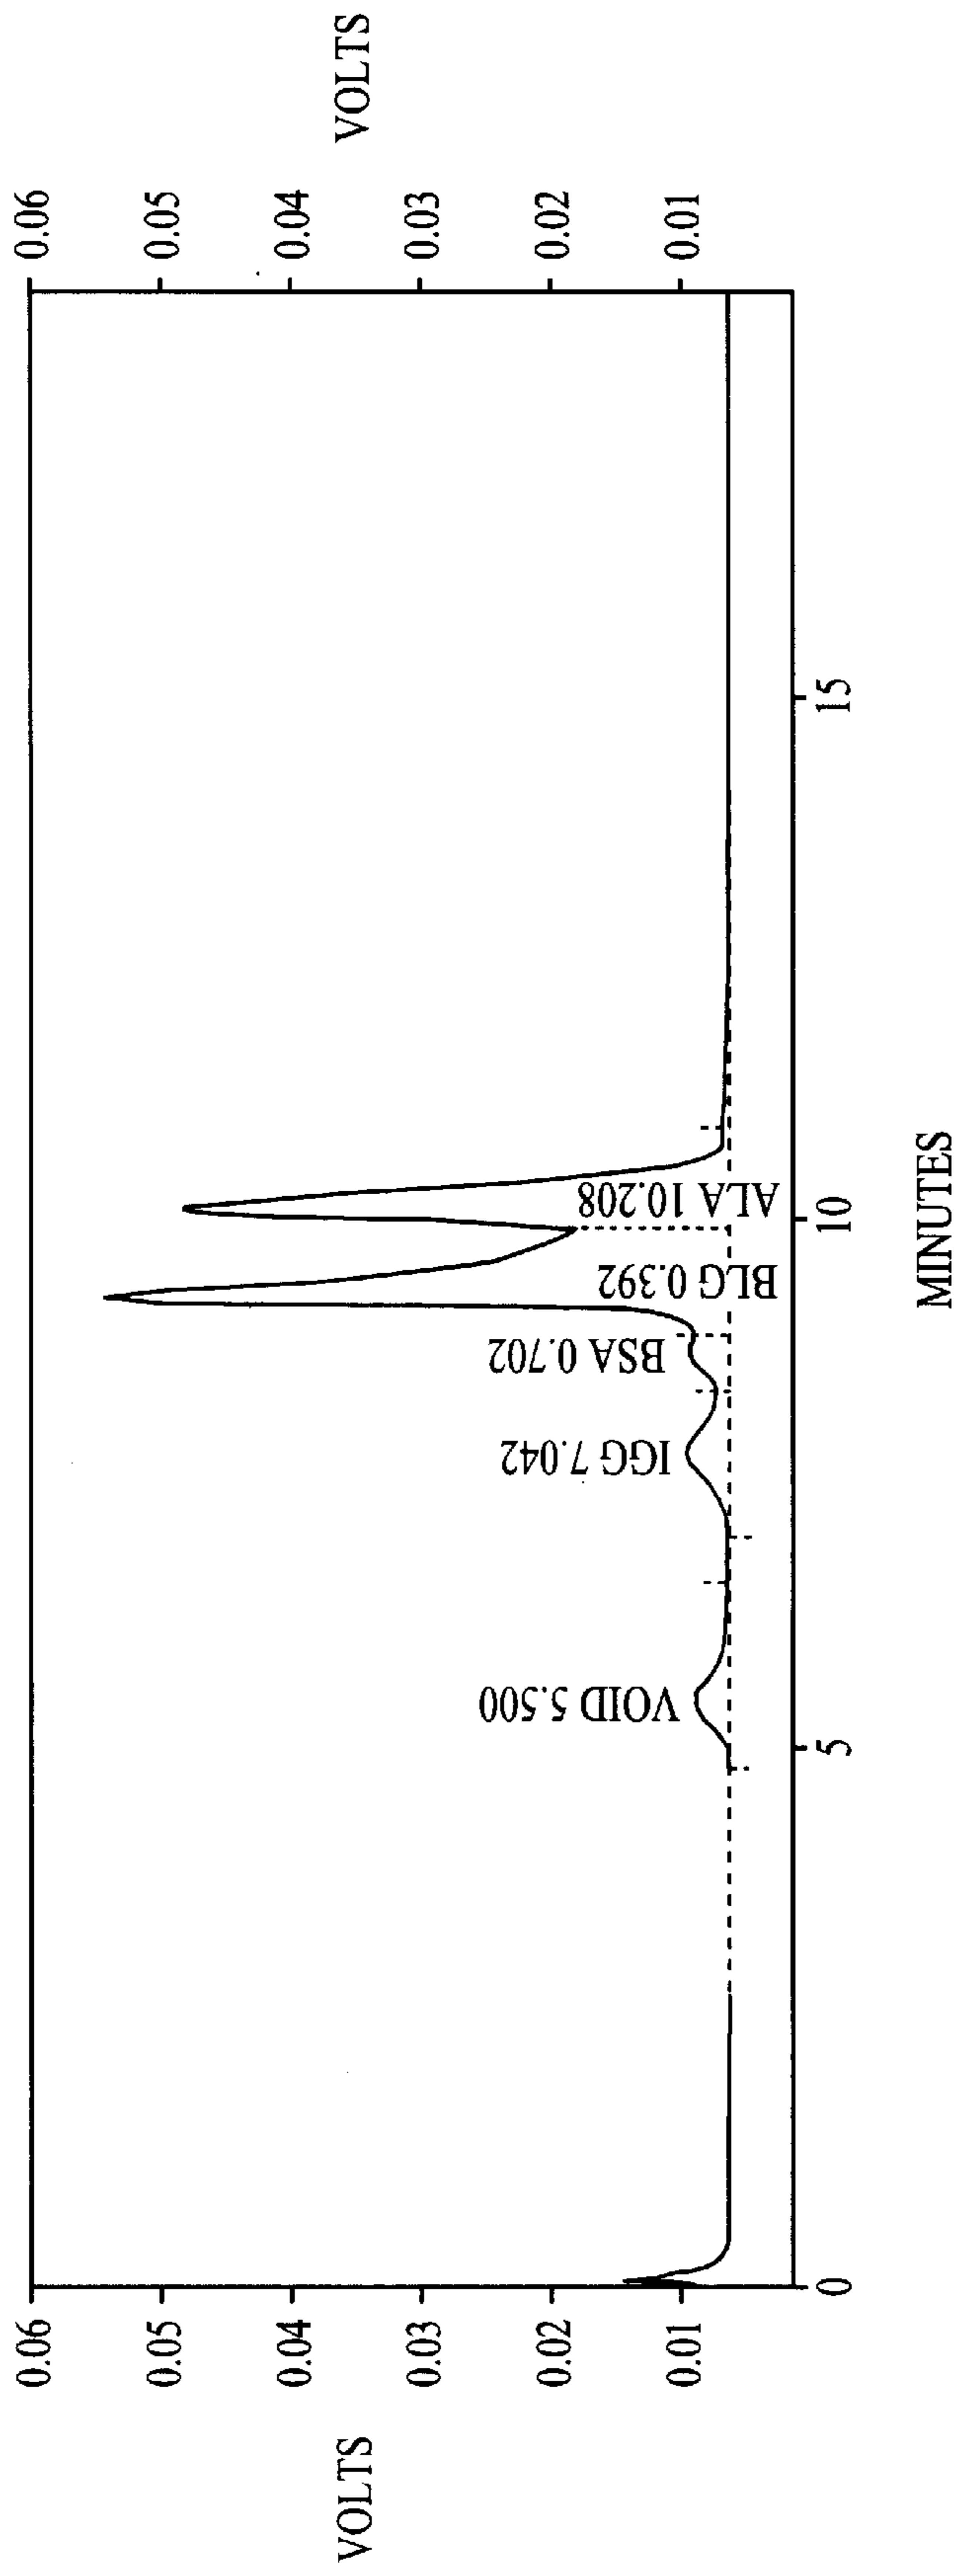 VOLTS
0.06
0.05
0.04
0.03
0.02
0.01
VOID 5.500
IGG 7.042
BSA 0.702
BLG 0.392
ALA 10.208
0
5
10
15
MINUTES
0.06
0.05
0.04
0.03
0.02
0.01
VOLTS